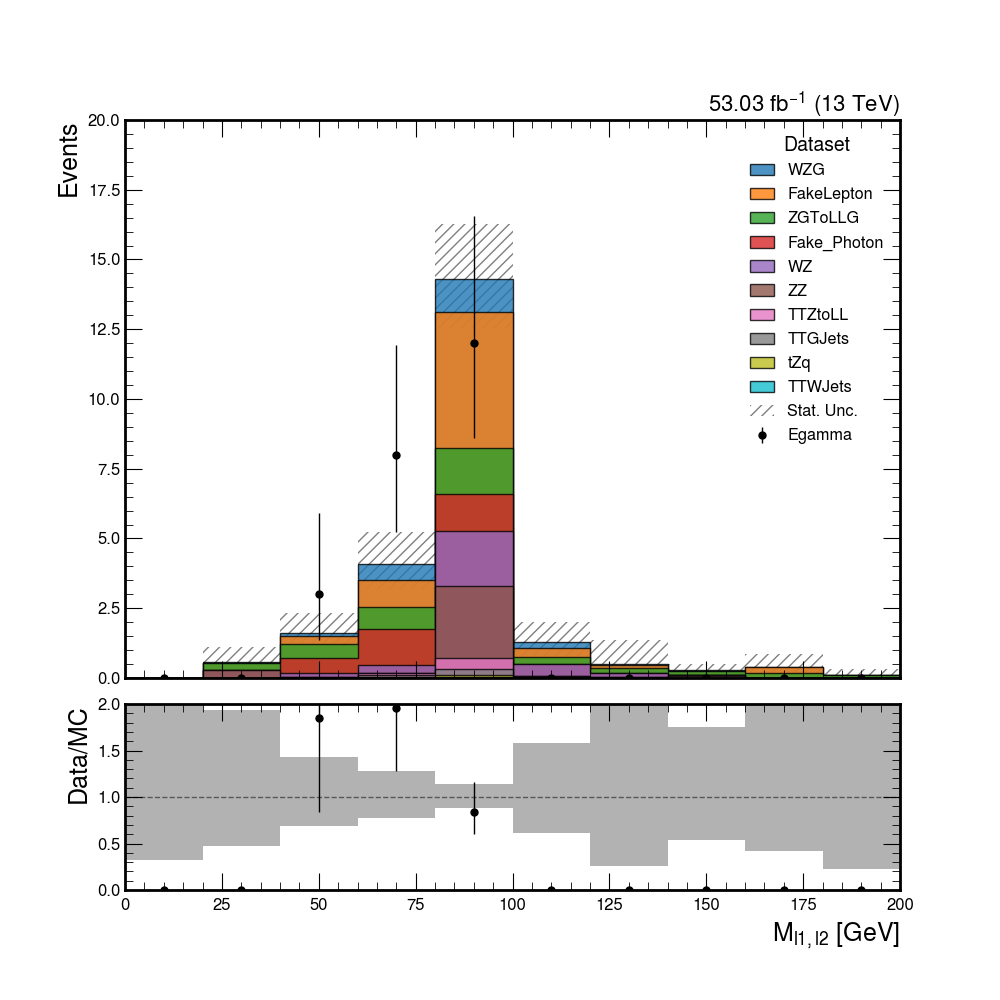 53.03 fb⁻¹ (13 TeV)
Events
20.0
17.5
15.0
12.5
10.0
7.5
5.0
2.5
0.0
Dataset
WZG
FakeLepton
ZGToLLG
Fake_Photon
WZ
ZZ
TTZtoLL
TTGJets
tZq
TTWJets
Stat. Unc.
Egamma
Data/MC
2.0
1.5
1.0
0.5
0.0
0 25 50 75 100 125 150 175 200
M_{l1, l2} [GeV]